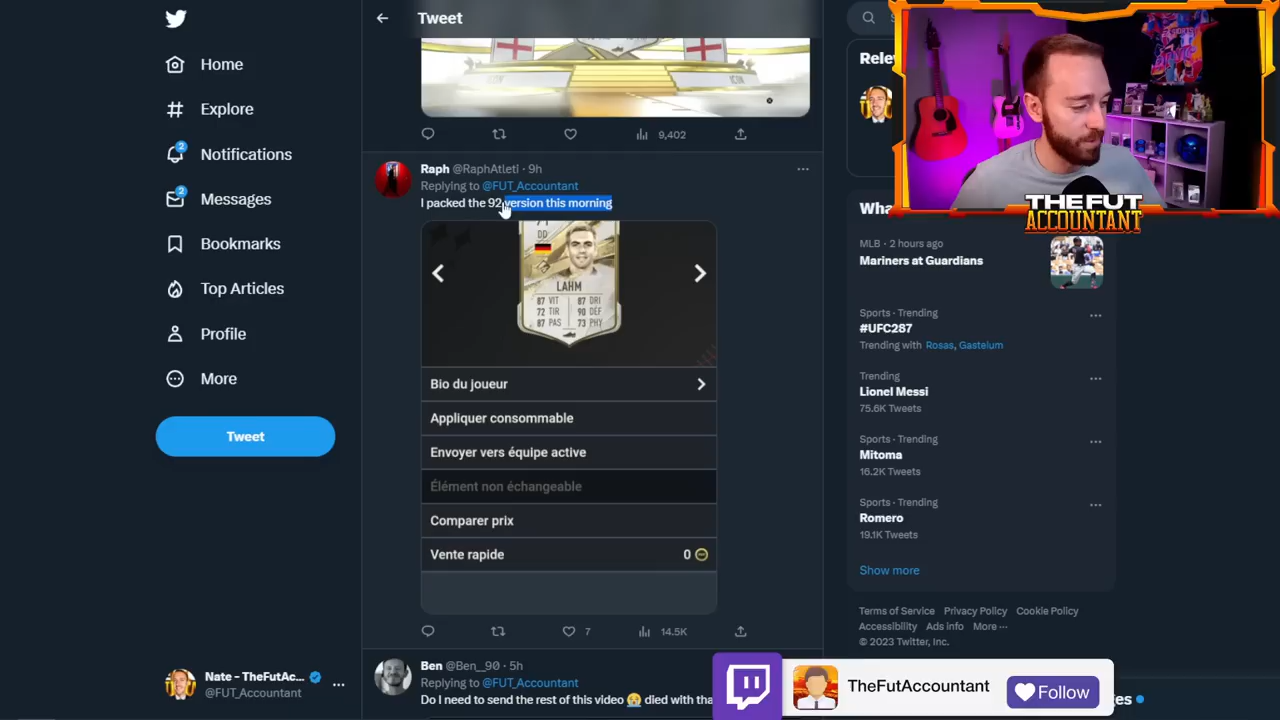 Tweet
Home
Explore
2
Notifications
2
Messages
Bookmarks
Top Articles
Profile
More
Tweet
Nate - TheFutAc...
@FUT_Accountant
ICON
9,402
Raph @RaphAtletI · 9h
Replying to @FUT_Accountant
I packed the 92 version this morning
LAHM
87 VIT 87 DRI
72 TIR 90 DÉF
87 PAS 73 PHY
Bio du joueur
Appliquer consommable
Envoyer vers équipe active
Élément non échangeable
Comparer prix
Vente rapide 0
7
14.5K
Ben @Ben__90 · 5h
Replying to @FUT_Accountant
Do I need to send the rest of this video 😭 died with tha
THE FUT
ACCOUNTANT
MLB · 2 hours ago
Mariners at Guardians
Sports · Trending
#UFC287
Trending with Rosas, Gastelum
Trending
Lionel Messi
75.6K Tweets
Sports · Trending
Mitoma
16.2K Tweets
Sports · Trending
Romero
19.1K Tweets
Show more
Terms of Service Privacy Policy Cookie Policy
Accessibility Ads info More ···
© 2023 Twitter, Inc.
TheFutAccountant
Follow